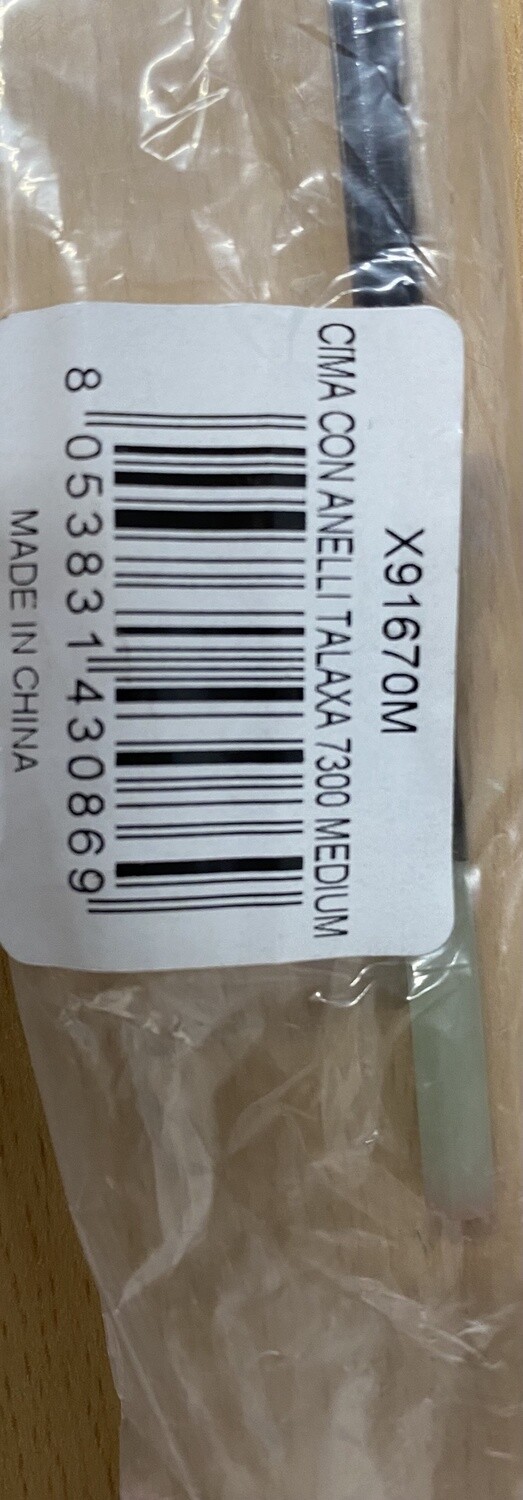 X91670M
CIMA CON ANELLI TALAXA 7300 MEDIUM
8 053831 430869
MADE IN CHINA